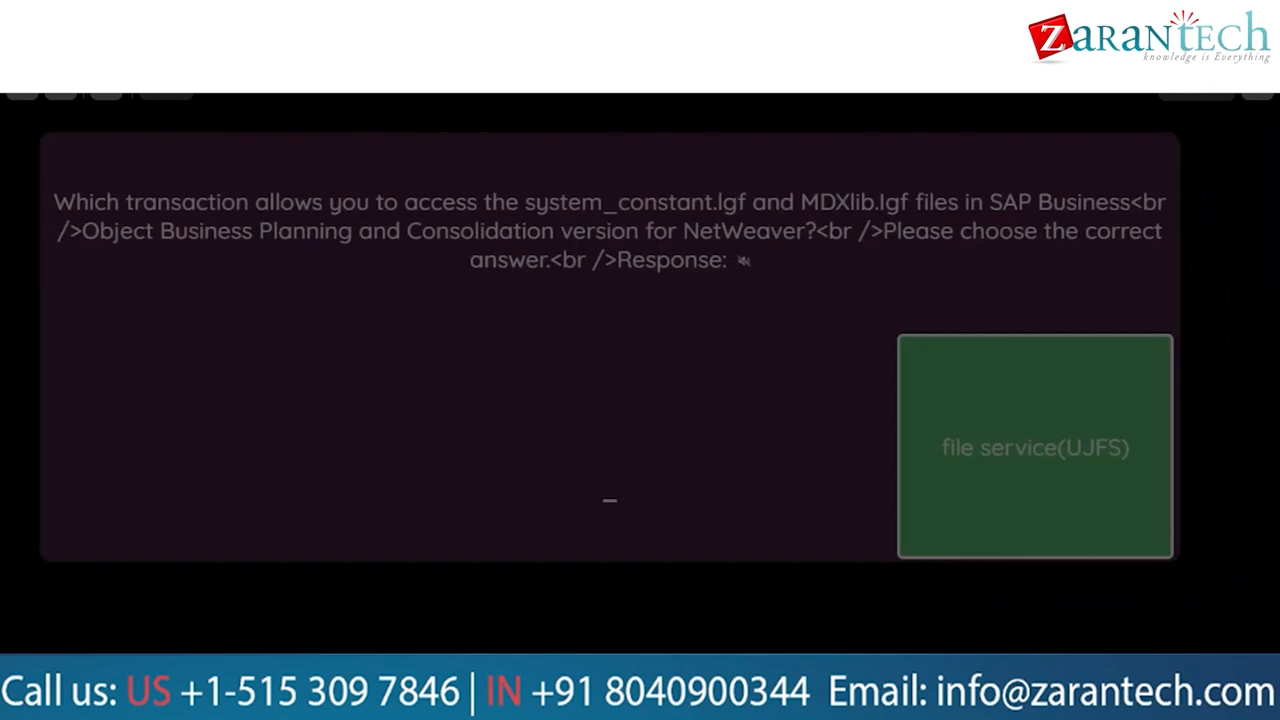 ZARANTECH
knowledge is Everything
Which transaction allows you to access the system_constant.lgf and MDXlib.lgf files in SAP Business<br
/>Object Business Planning and Consolidation version for NetWeaver?<br />Please choose the correct
answer.<br />Response:
file service(UJFS)
Call us: US +1-515 309 7846 | IN +91 8040900344 Email: info@zarantech.com